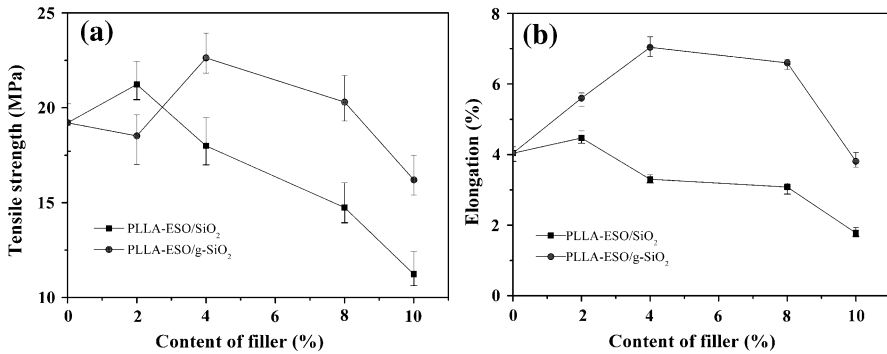 (a)
25
20
15
10
Tensile strength (MPa)
PLLA-ESO/SiO₂
PLLA-ESO/g-SiO₂
0 2 4 6 8 10
Content of filler (%)
(b)
8
6
4
2
0
Elongation (%)
PLLA-ESO/SiO₂
PLLA-ESO/g-SiO₂
0 2 4 6 8 10
Content of filler (%)